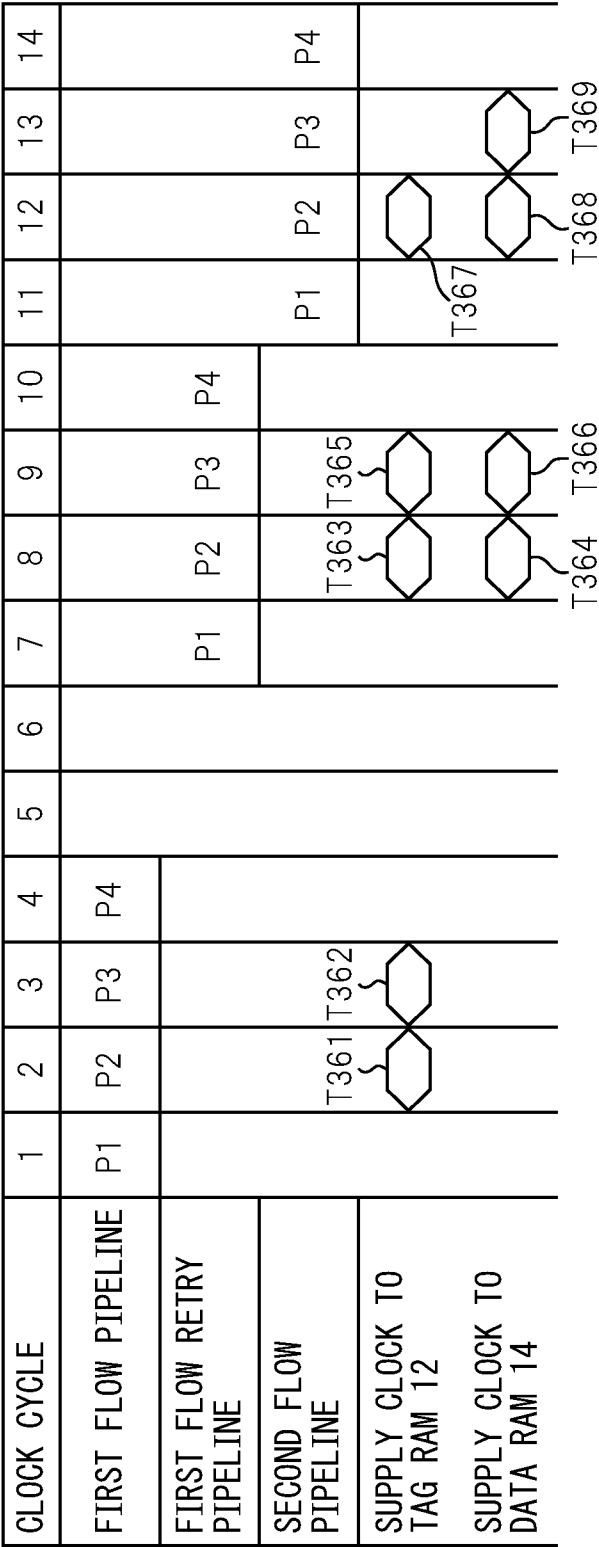 CLOCK CYCLE 1 2 3 4 5 6 7 8 9 10 11 12 13 14
FIRST FLOW PIPELINE P1 P2 P3 P4
FIRST FLOW RETRY
PIPELINE P1 P2 P3 P4
SECOND FLOW
PIPELINE P1 P2 P3 P4
T361 T362 T363 T365
SUPPLY CLOCK TO
TAG RAM 12
T367
SUPPLY CLOCK TO
DATA RAM 14
T364 T366 T368 T369